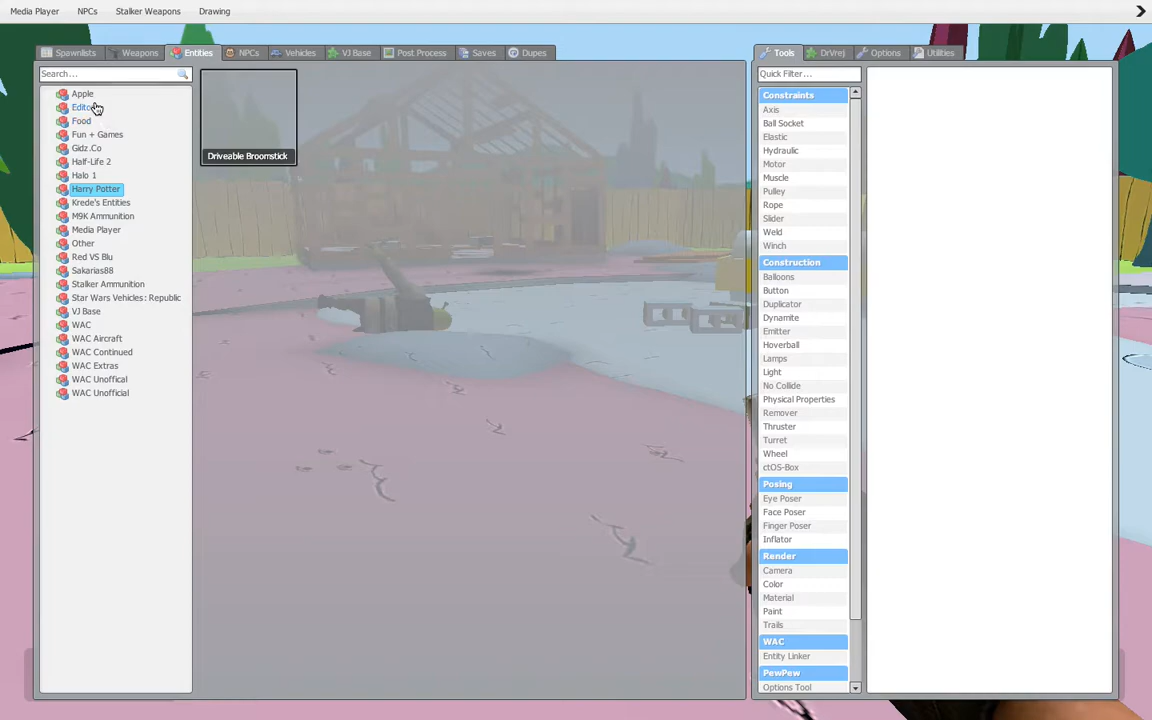 Media Player NPCs Stalker Weapons Drawing
Spawnlists Weapons Entities NPCs Vehicles VJ Base Post Process Saves Dupes
Tools DrVrej Options Utilities
Search...
Apple
Food
Fun + Games
Gidz.Co
Half-Life 2
Halo 1
Harry Potter
Krede's Entities
M9K Ammunition
Media Player
Other
Red VS Blu
Sakarias88
Stalker Ammunition
Star Wars Vehicles: Republic
VJ Base
WAC
WAC Aircraft
WAC Continued
WAC Extras
WAC Unoffical
WAC Unofficial
Driveable Broomstick
Quick Filter...
Constraints
Axis
Ball Socket
Elastic
Hydraulic
Motor
Muscle
Pulley
Rope
Slider
Weld
Winch
Construction
Balloons
Button
Duplicator
Dynamite
Emitter
Hoverball
Lamps
Light
No Collide
Physical Properties
Remover
Thruster
Turret
Wheel
ctOS-Box
Posing
Eye Poser
Face Poser
Finger Poser
Inflator
Render
Camera
Color
Material
Paint
Trails
WAC
Entity Linker
PewPew
Options Tool